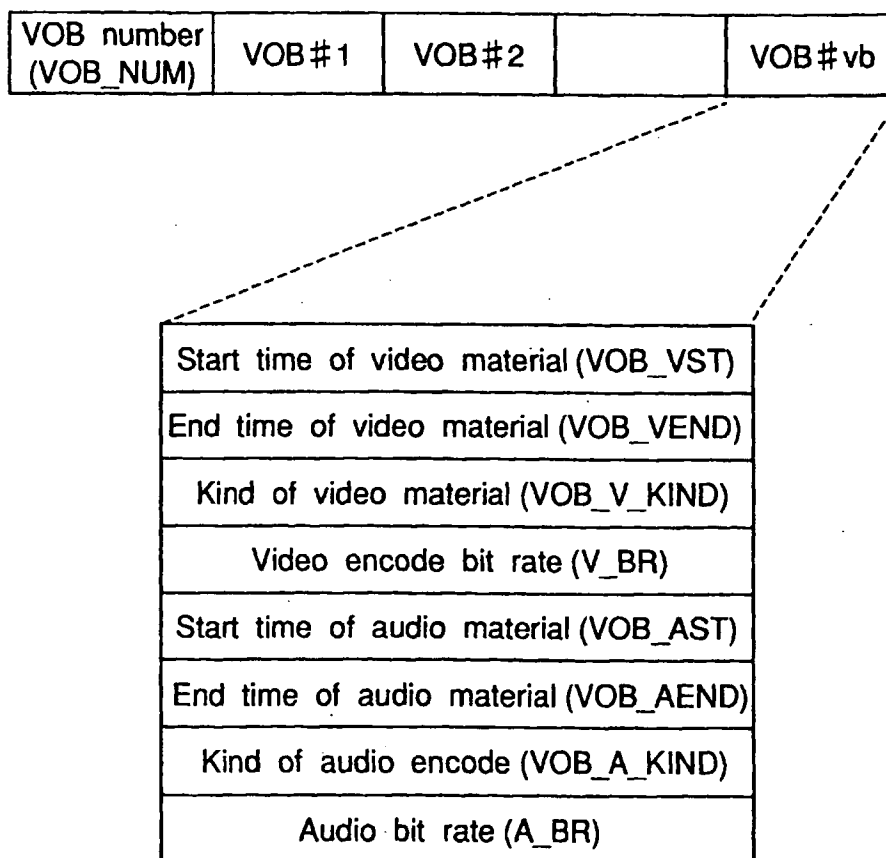 VOB number
(VOB_NUM)
VOB#1
VOB#2
VOB#vb
Start time of video material (VOB_VST)
End time of video material (VOB_VEND)
Kind of video material (VOB_V_KIND)
Video encode bit rate (V_BR)
Start time of audio material (VOB_AST)
End time of audio material (VOB_AEND)
Kind of audio encode (VOB_A_KIND)
Audio bit rate (A_BR)